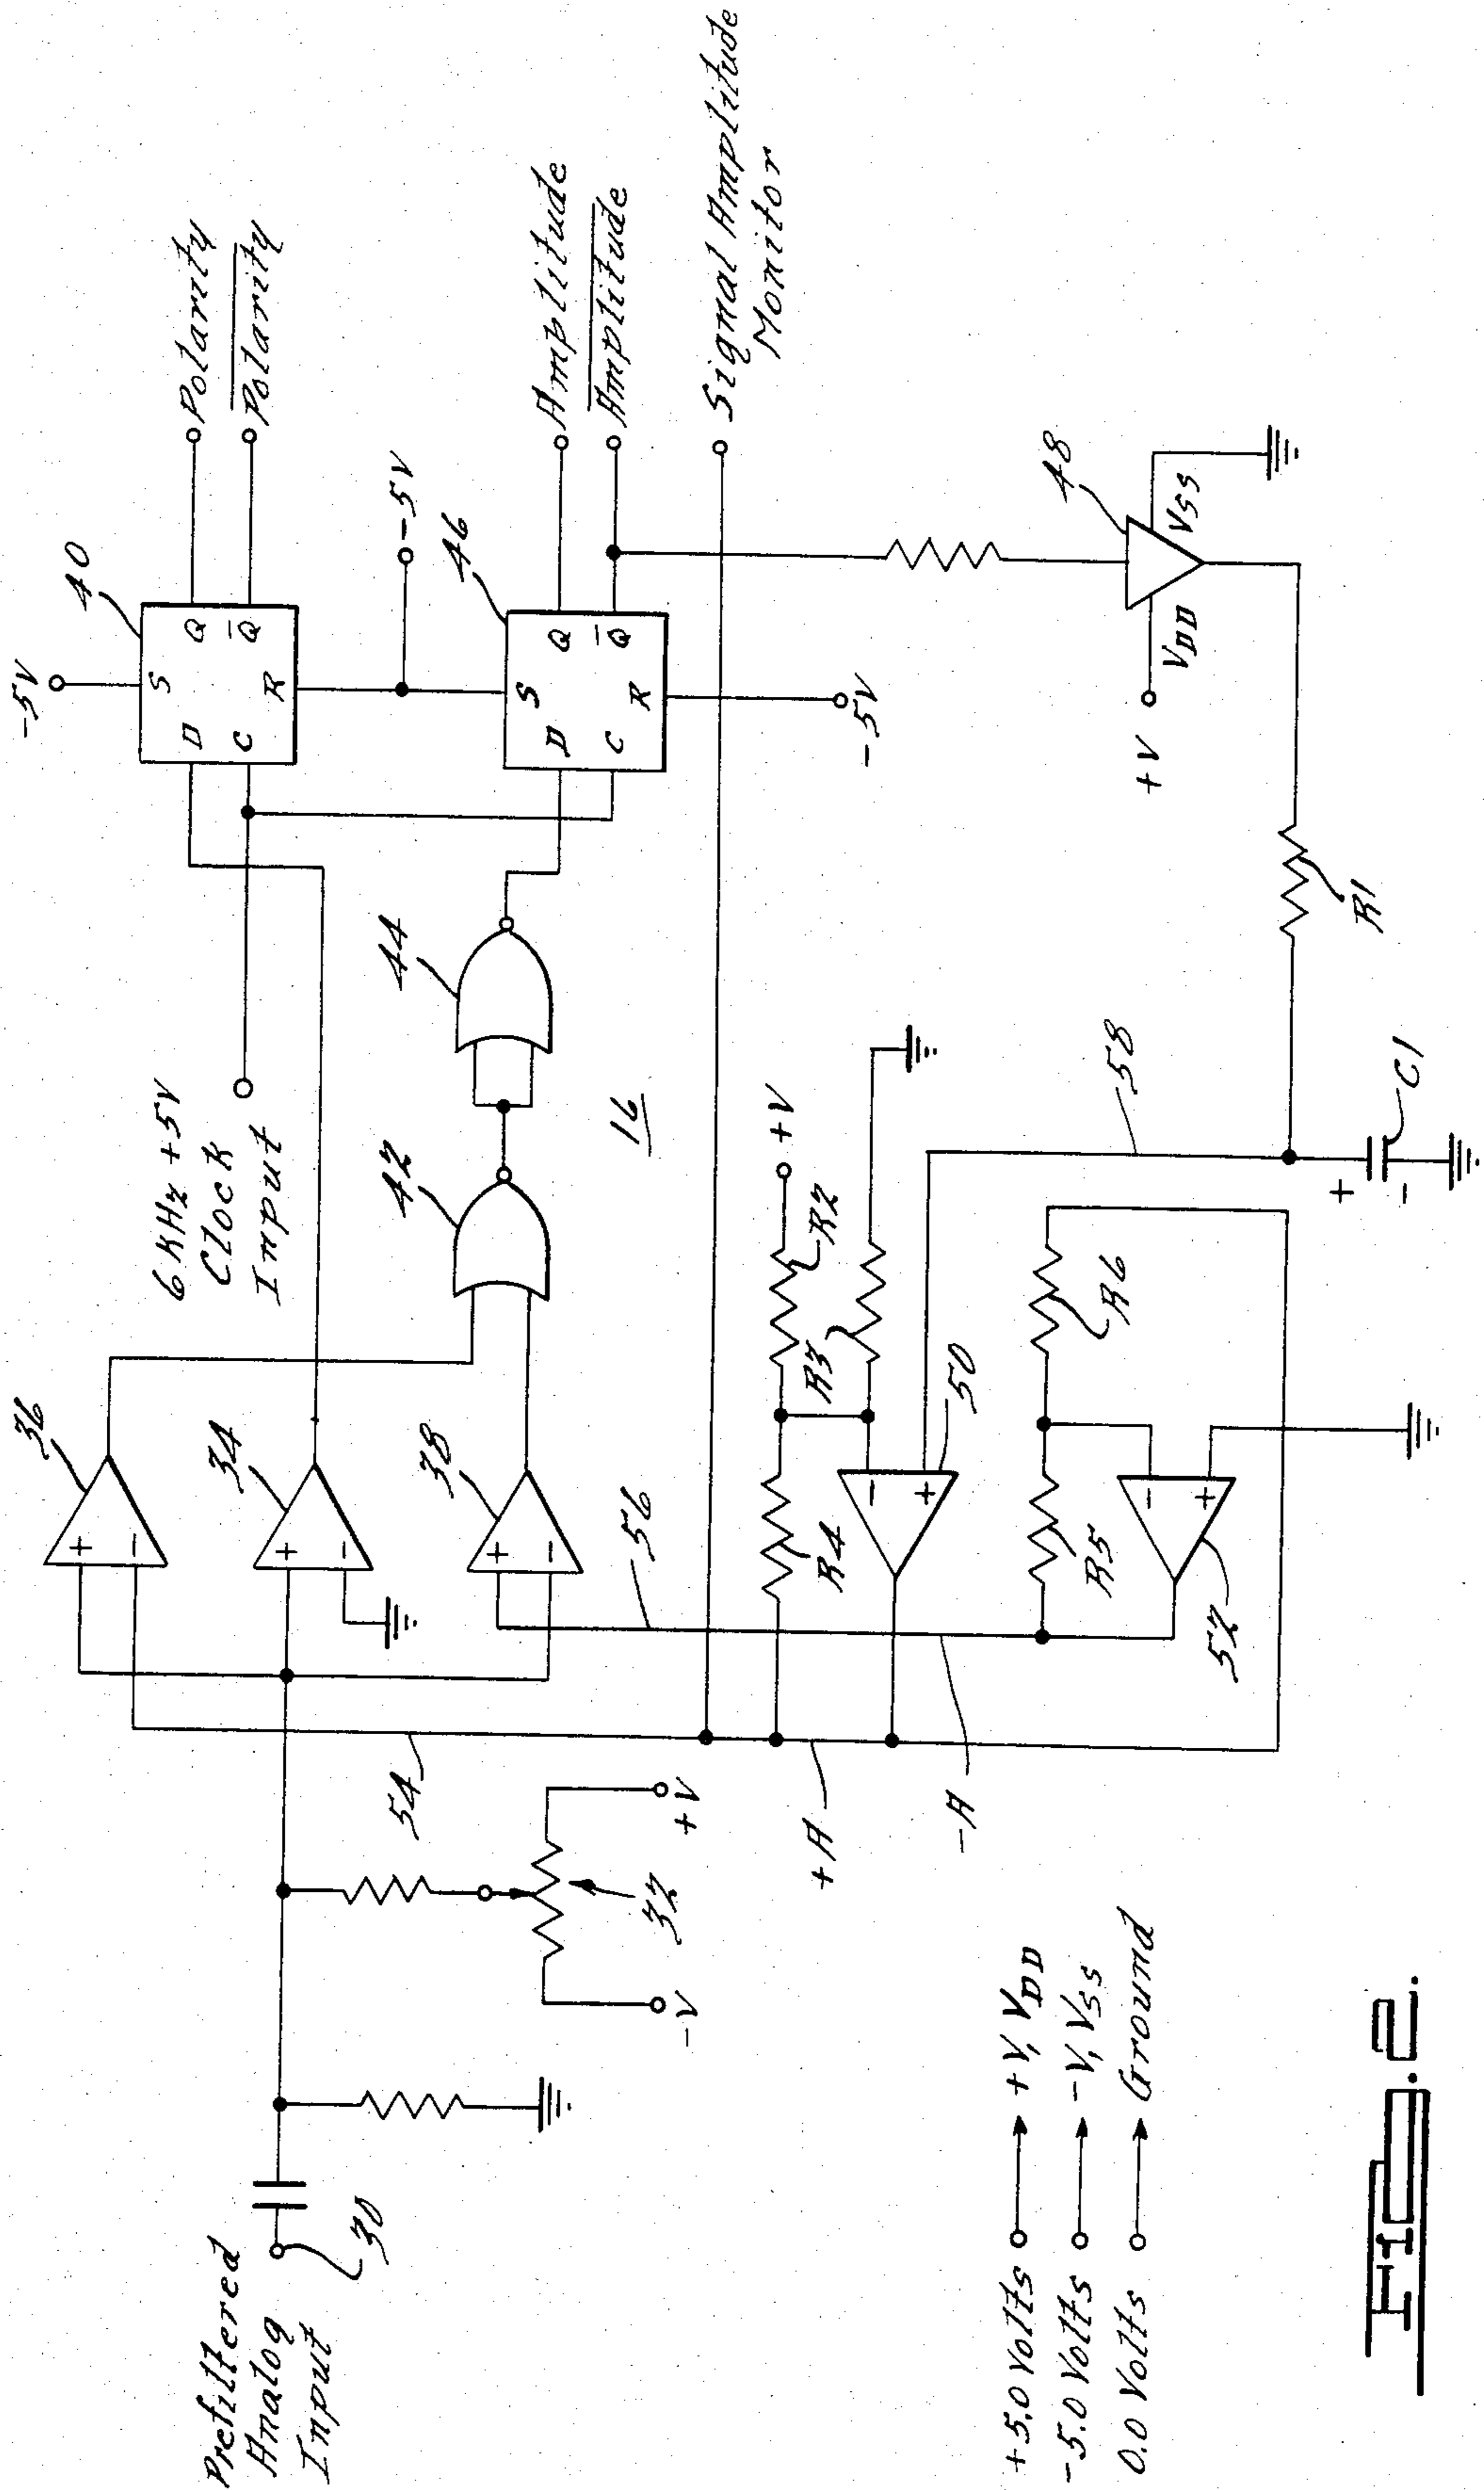 Prefiltered
Analog
Input
30
-V
+V
32
54
36
+
-
34
+
-
38
+
-
56
6 KHz +5V
Clock
Input
42
44
16
-5V
40
S
D
Q
C
Q
R
Polarity
Polarity
-5V
46
S
D
Q
C
Q
R
-5V
Amplitude
Amplitude
Signal Amplitude
Monitor
+V
R2
R3
R4
-
+
50
+A
-A
R5
R6
-
+
52
58
+
-
C1
R1
+V
VDD
VSS
48
+5.0 Volts
+V, VDD
-5.0 Volts
-V, VSS
0.0 Volts
Ground
Fig. 2.